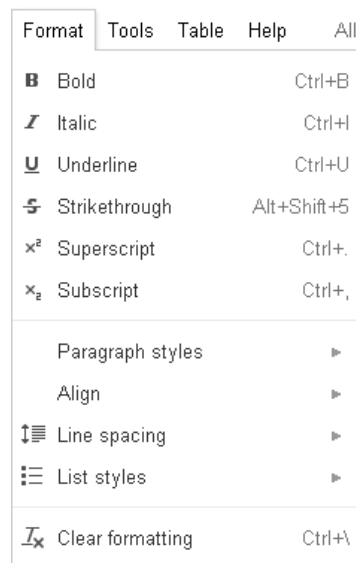 Format Tools Table Help All
B Bold Ctrl+B
I Italic Ctrl+I
U Underline Ctrl+U
S Strikethrough Alt+Shift+5
x² Superscript Ctrl+.
x₂ Subscript Ctrl+,
Paragraph styles
Align
Line spacing
List styles
Clear formatting Ctrl+\